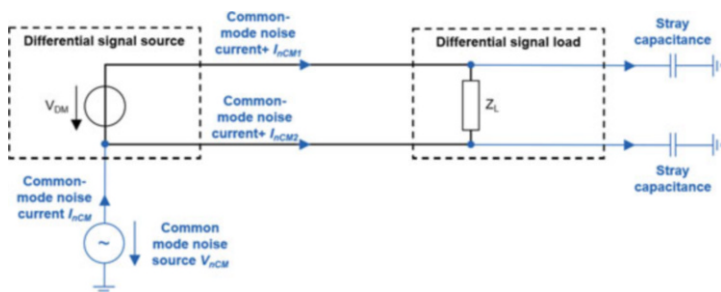 Common-
mode noise
current+ InCM1
Stray
capacitance
Differential signal source
Differential signal load
VDM
Common-
mode noise
current+ InCM2
ZL
Common-
mode noise
current InCM
Stray
capacitance
~
Common
mode noise
source VnCM